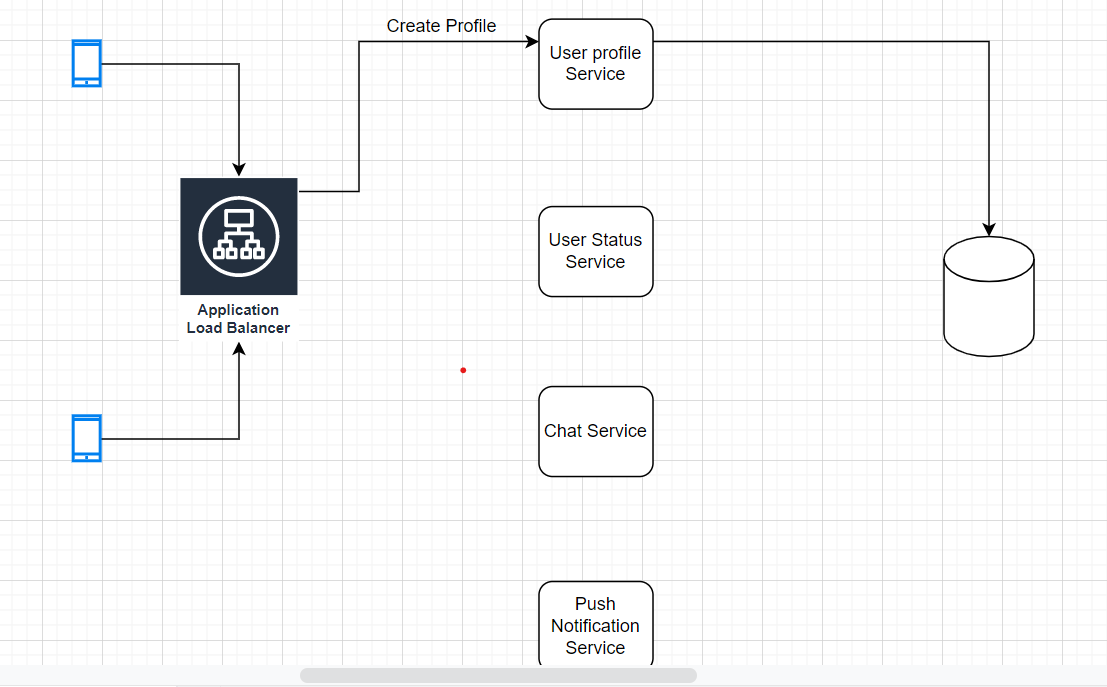 Create Profile
User profile
Service
User Status
Service
Application
Load Balancer
Chat Service
Push
Notification
Service